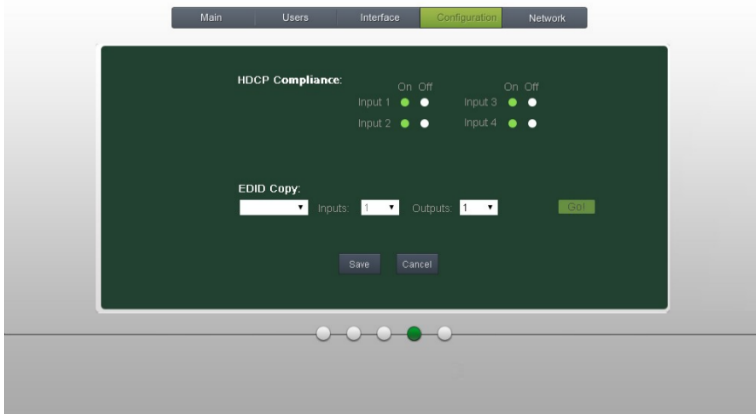 Main Users Interface Configuration Network
HDCP Compliance:
On Off On Off
Input 1 Input 3
Input 2 Input 4
EDID Copy:
Inputs: 1 Outputs: 1 Go!
Save Cancel